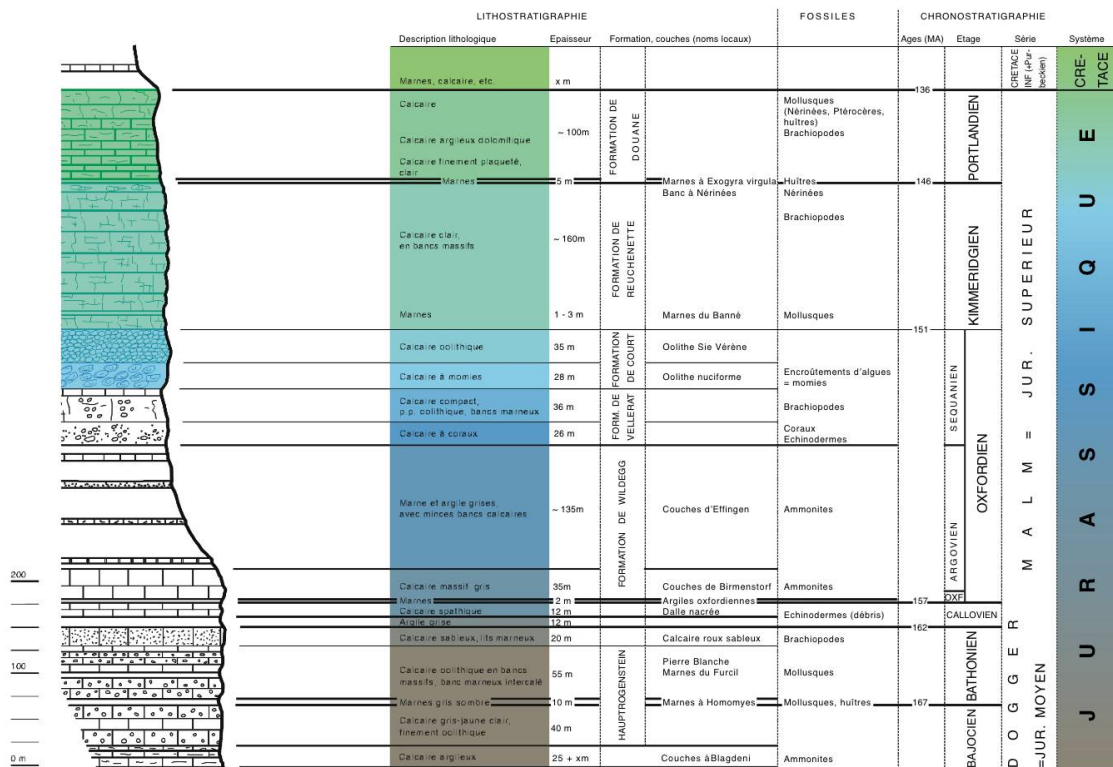 LITHOSTRATIGRAPHIE FOSSILES CHRONOSTRATIGRAPHIE
Description lithologique Epaisseur Formation, couches (noms locaux) Ages (MA) Etage Série Système
Marnes, calcaire, etc. x m
CRETACE
INF (+Pur-
beckien)
CRE-
TACE
136
Calcaire
Calcaire argileux dolomitique
Calcaire finement plaqueté,
clair
~ 100m
FORMATION DE
DOUANE
Mollusques
(Nérinées, Ptérocères,
huîtres)
Brachiopodes
PORTLANDIEN
Marnes 5 m Marnes à Exogyra virgula Huîtres 146
Banc à Nérinées Nérinées
Brachiopodes
Calcaire clair,
en bancs massifs
~ 160m
FORMATION DE
REUCHENETTE
KIMMERIDGIEN
Marnes 1 - 3 m Marnes du Banné Mollusques
151
Calcaire oolithique 35 m Oolithe Sie Vérène
FORMATION
DE COURT
Calcaire à momies 28 m Oolithe nuciforme Encroûtements d'algues
= momies
Calcaire compact,
p.p. oolithique, bancs marneux
36 m Brachiopodes
FORM. DE
VELLERAT
Calcaire à coraux 26 m Coraux
Echinodermes
SEQUANIEN
OXFORDIEN
Marne et argile grises,
avec minces bancs calcaires
~ 135m
FORMATION DE WILDEGG
Couches d'Effingen Ammonites
ARGOVIEN
MALM = JUR. SUPERIEUR
200
Calcaire massif gris 35m Couches de Birmenstorf Ammonites
OXF
Marnes 2 m Argiles oxfordiennes 157
Calcaire spathique 12 m Dalle nacrée Echinodermes (débris) CALLOVIEN
Argile grise 12 m
162
Calcaire sableux, lits marneux 20 m Calcaire roux sableux Brachiopodes
100
Calcaire oolithique en bancs
massifs, banc marneux intercalé
55 m
Pierre Blanche
Marnes du Furcil
Mollusques
BATHONIEN
HAUPTROGENSTEIN
Marnes gris sombre 10 m Marnes à Homomyes Mollusques, huîtres 167
Calcaire gris-jaune clair,
finement oolithique
40 m
BAJOCIEN
DOGGER
=JUR. MOYEN
0 m
Calcaire argileux 25 + xm Couches à Blagdeni Ammonites
JURASSIQUE